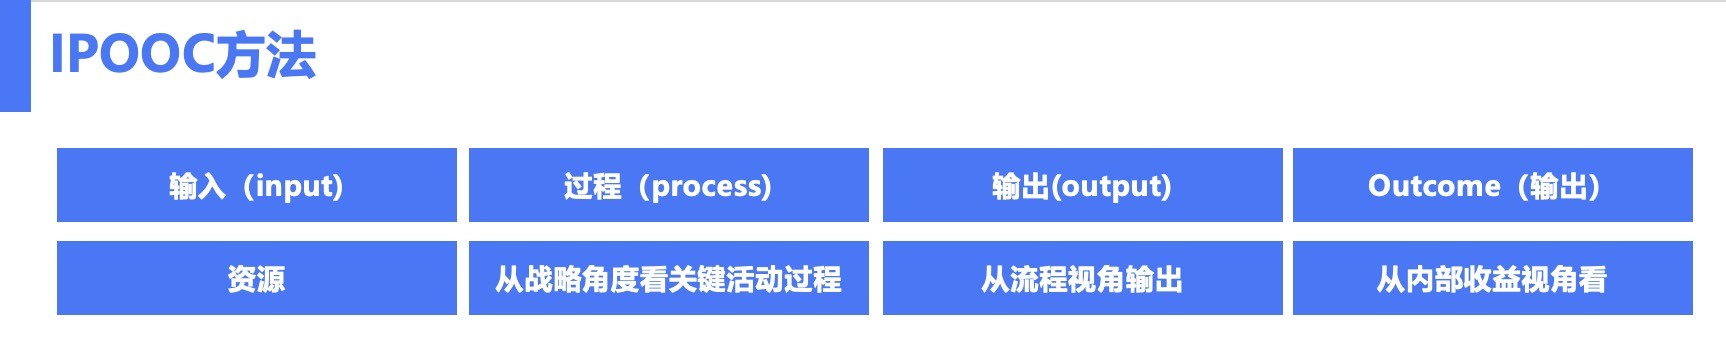 IPOOC方法
输入（input)
过程（process)
输出(output)
Outcome（输出）
资源
从战略角度看关键活动过程
从流程视角输出
从内部收益视角看